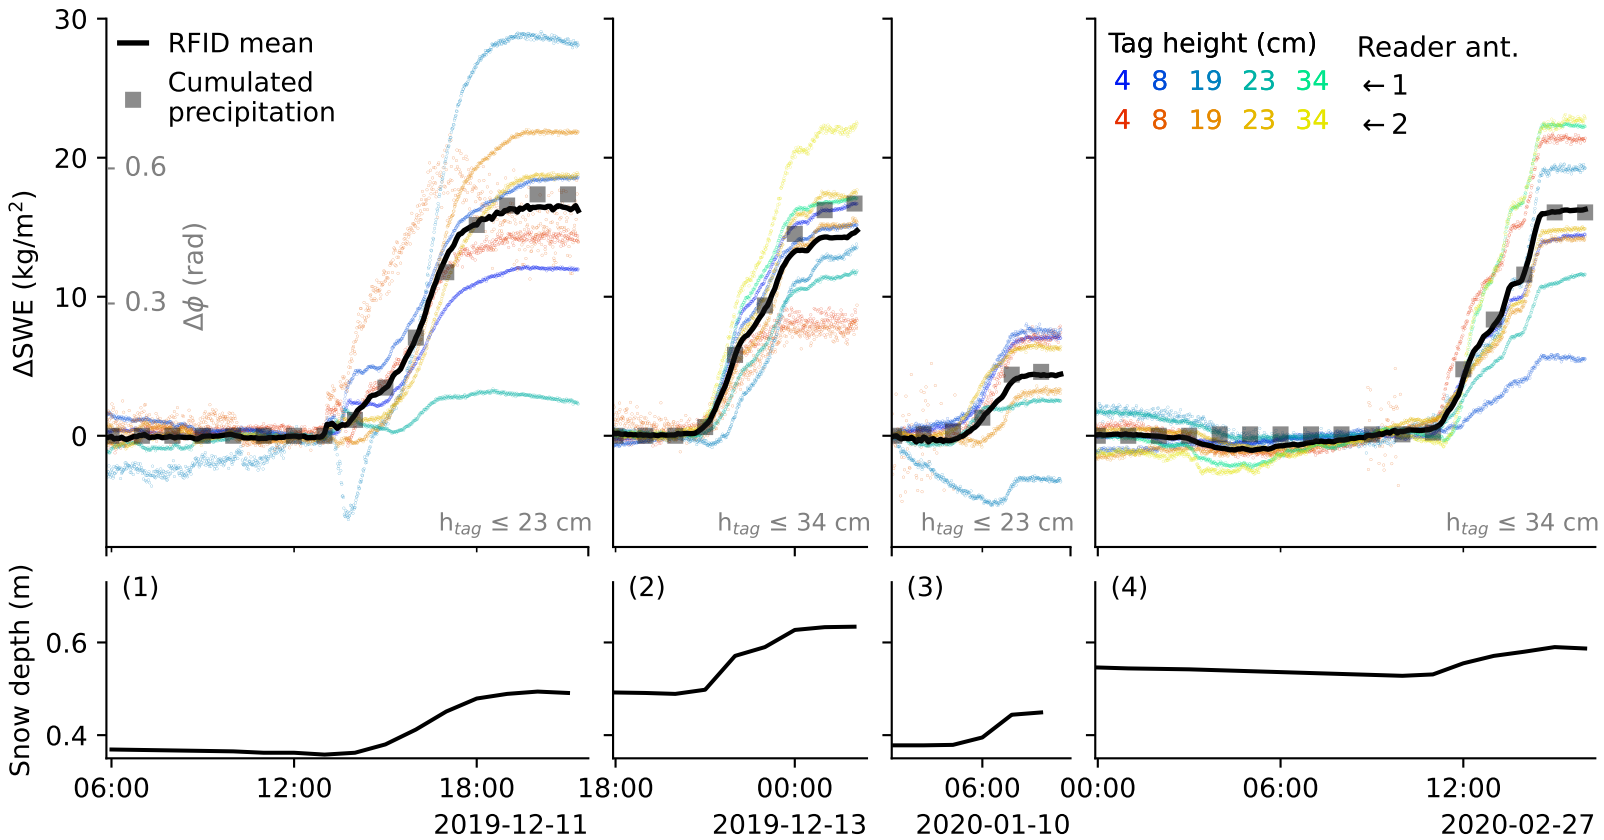 30
20
10
0
ΔSWE (kg/m²)
0.6
0.3
Δϕ (rad)
RFID mean
Cumulated
precipitation
Tag height (cm) Reader ant.
4 8 19 23 34 ←1
4 8 19 23 34 ←2
h_tag ≤ 23 cm
h_tag ≤ 34 cm
h_tag ≤ 23 cm
h_tag ≤ 34 cm
Snow depth (m)
0.6
0.4
(1)
(2)
(3)
(4)
06:00 12:00 18:00 18:00 00:00 06:00 00:00 06:00 12:00
2019-12-11 2019-12-13 2020-01-10 2020-02-27